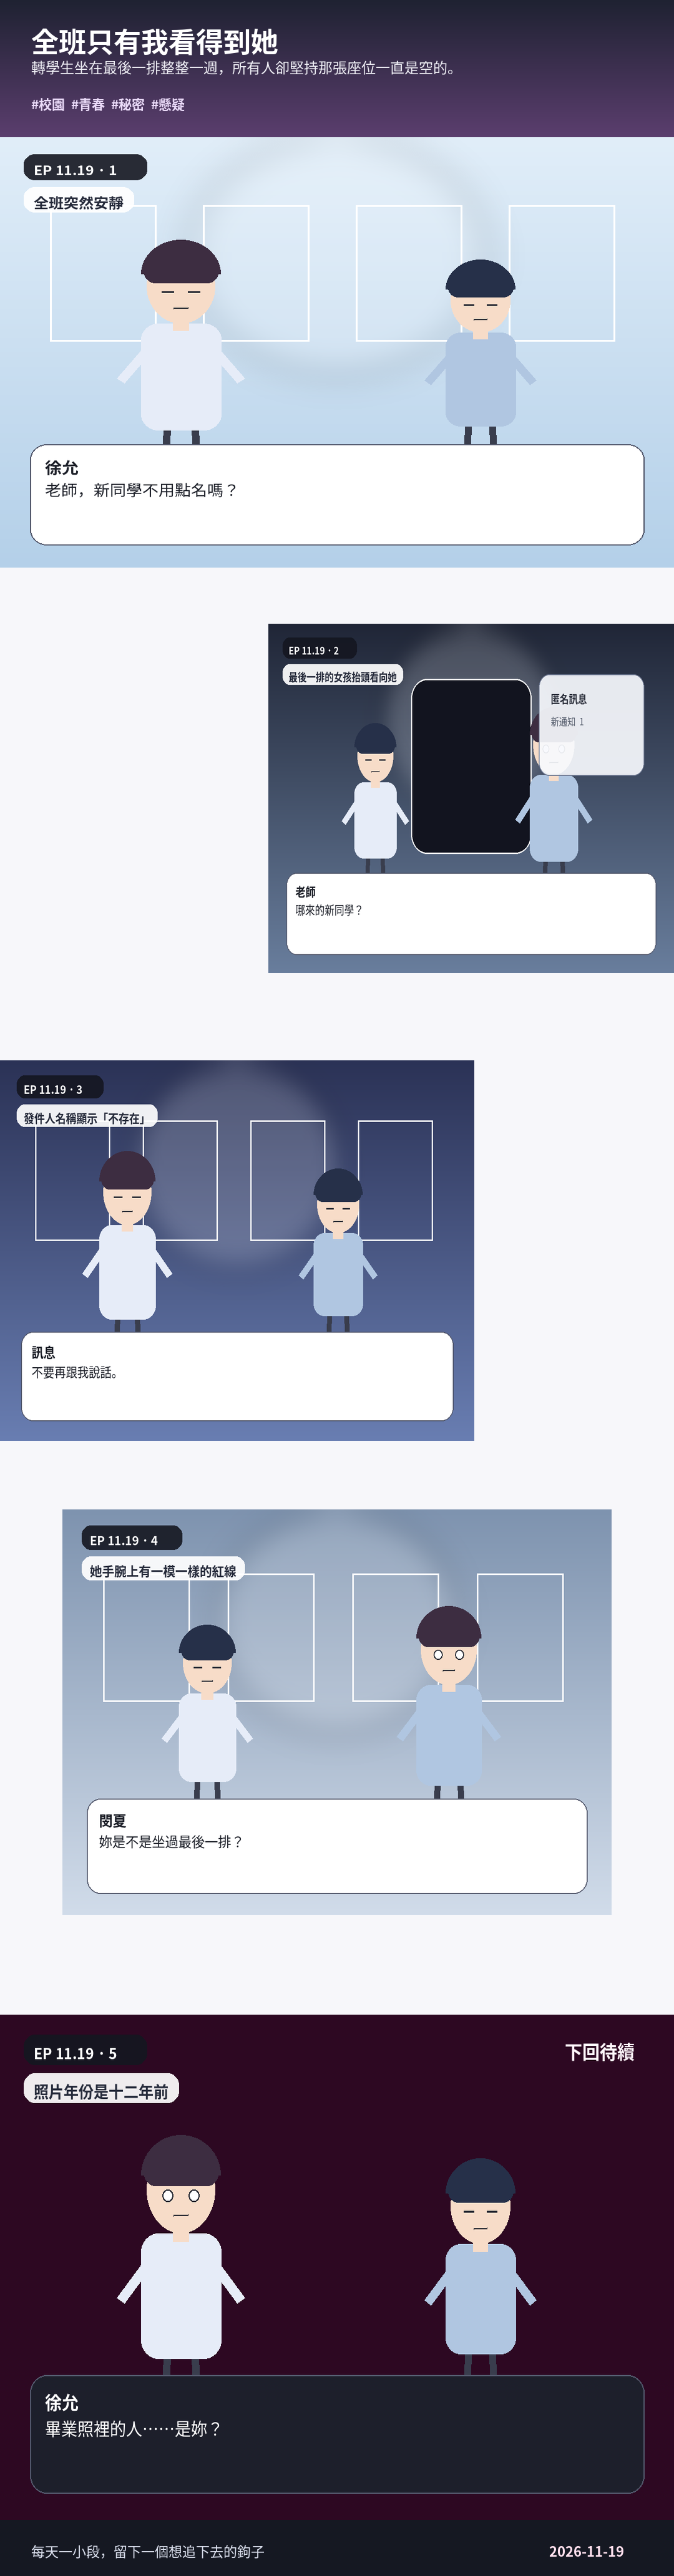 全班只有我看得到她
轉學生坐在最後一排整整一週，所有人卻堅持那張座位一直是空的。
#校園 #青春 #秘密 #懸疑
EP 11.19・1
全班突然安靜
徐允
老師，新同學不用點名嗎？
EP 11.19・2
最後一排的女孩抬頭看向她
匿名訊息
新通知 1
老師
哪來的新同學？
EP 11.19・3
發件人名稱顯示「不存在」
訊息
不要再跟我說話。
EP 11.19・4
她手腕上有一模一樣的紅線
閔夏
妳是不是坐過最後一排？
EP 11.19・5
下回待續
照片年份是十二年前
徐允
畢業照裡的人⋯⋯是妳？
每天一小段，留下一個想追下去的鉤子
2026-11-19